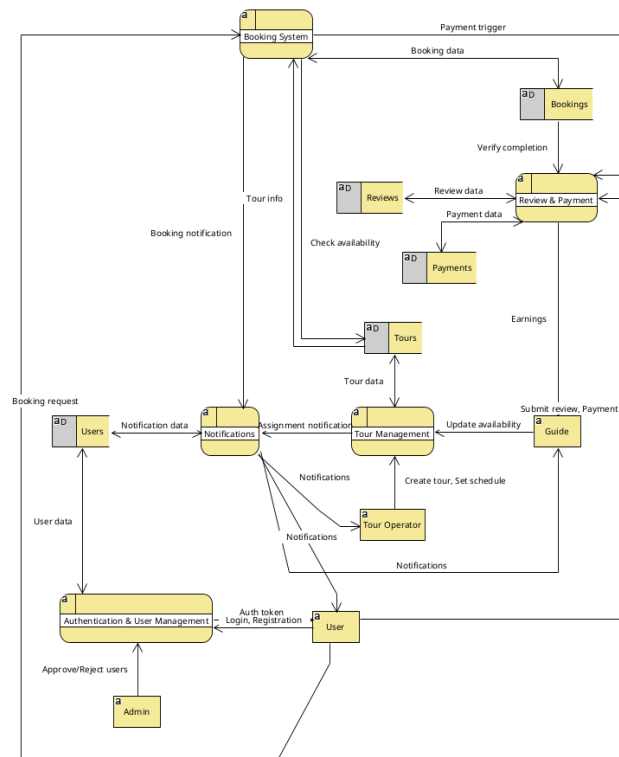 a
Payment trigger
Booking System
Booking data
a D
Bookings
Verify completion
a
a D
Reviews
Review data
Review & Payment
Tour info
Payment data
Booking notification
Check availability
a D
Payments
Earnings
a D
Tours
Tour data
Booking request
Submit review, Payment
a D
Users
Notification data
a
Notifications
Assignment notification
a
Tour Management
Update availability
a
Guide
Notifications
Create tour, Set schedule
a
Tour Operator
User data
Notifications
Notifications
a
Authentication & User Management
Auth token
Login, Registration
a
User
Approve/Reject users
a
Admin